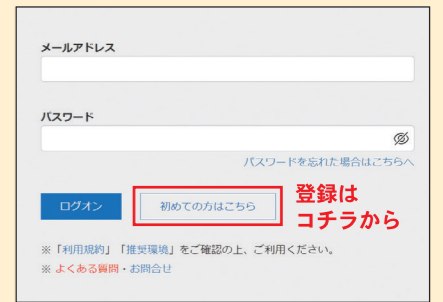 メールアドレス
パスワード
パスワードを忘れた場合はこちらへ
ログオン
初めての方はこちら
登録は
コチラから
※「利用規約」「推奨環境」をご確認の上、ご利用ください。
※ よくある質問・お問合せ